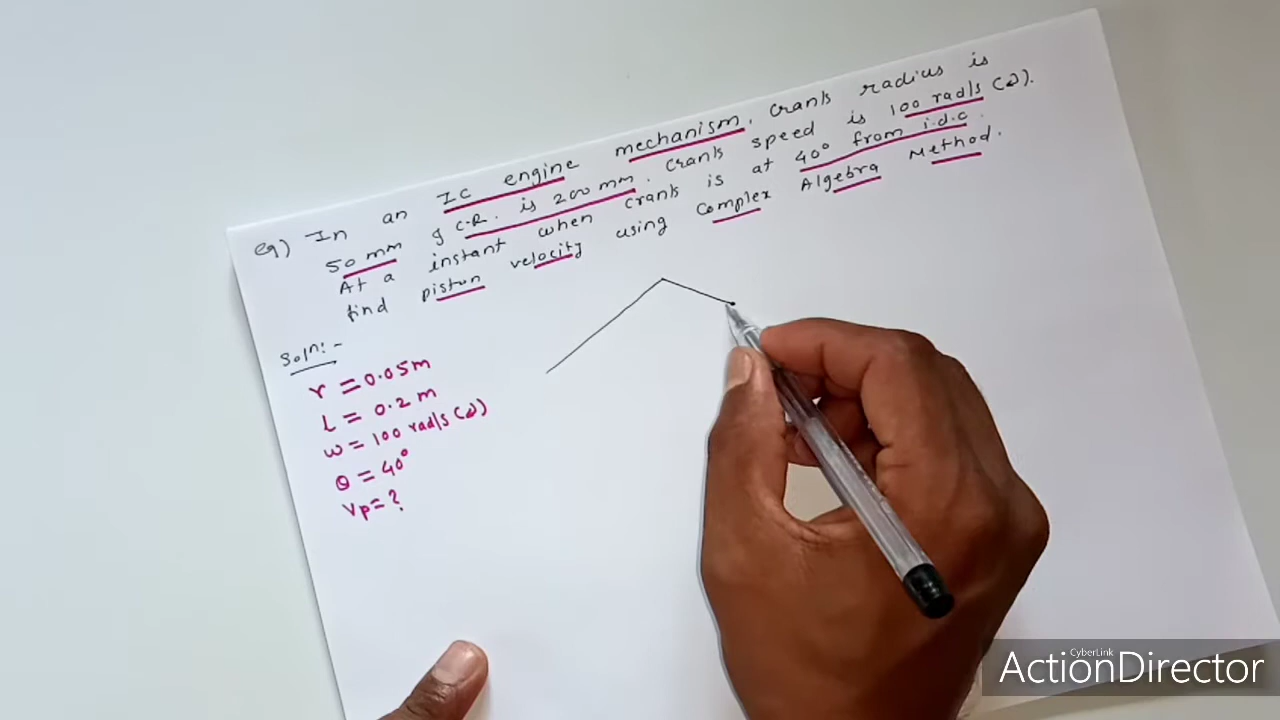 eg) In an IC engine mechanism. Crank radius is
50 mm & C.R. is 200 mm. Crank speed is 100 rad/s (↻).
At a instant when crank is at 40° from i.d.c.
find piston velocity using Complex Algebra Method.
Soln:-
r = 0.05m
l = 0.2 m
ω = 100 rad/s (↻)
θ = 40°
Vp = ?
CyberLink
ActionDirector